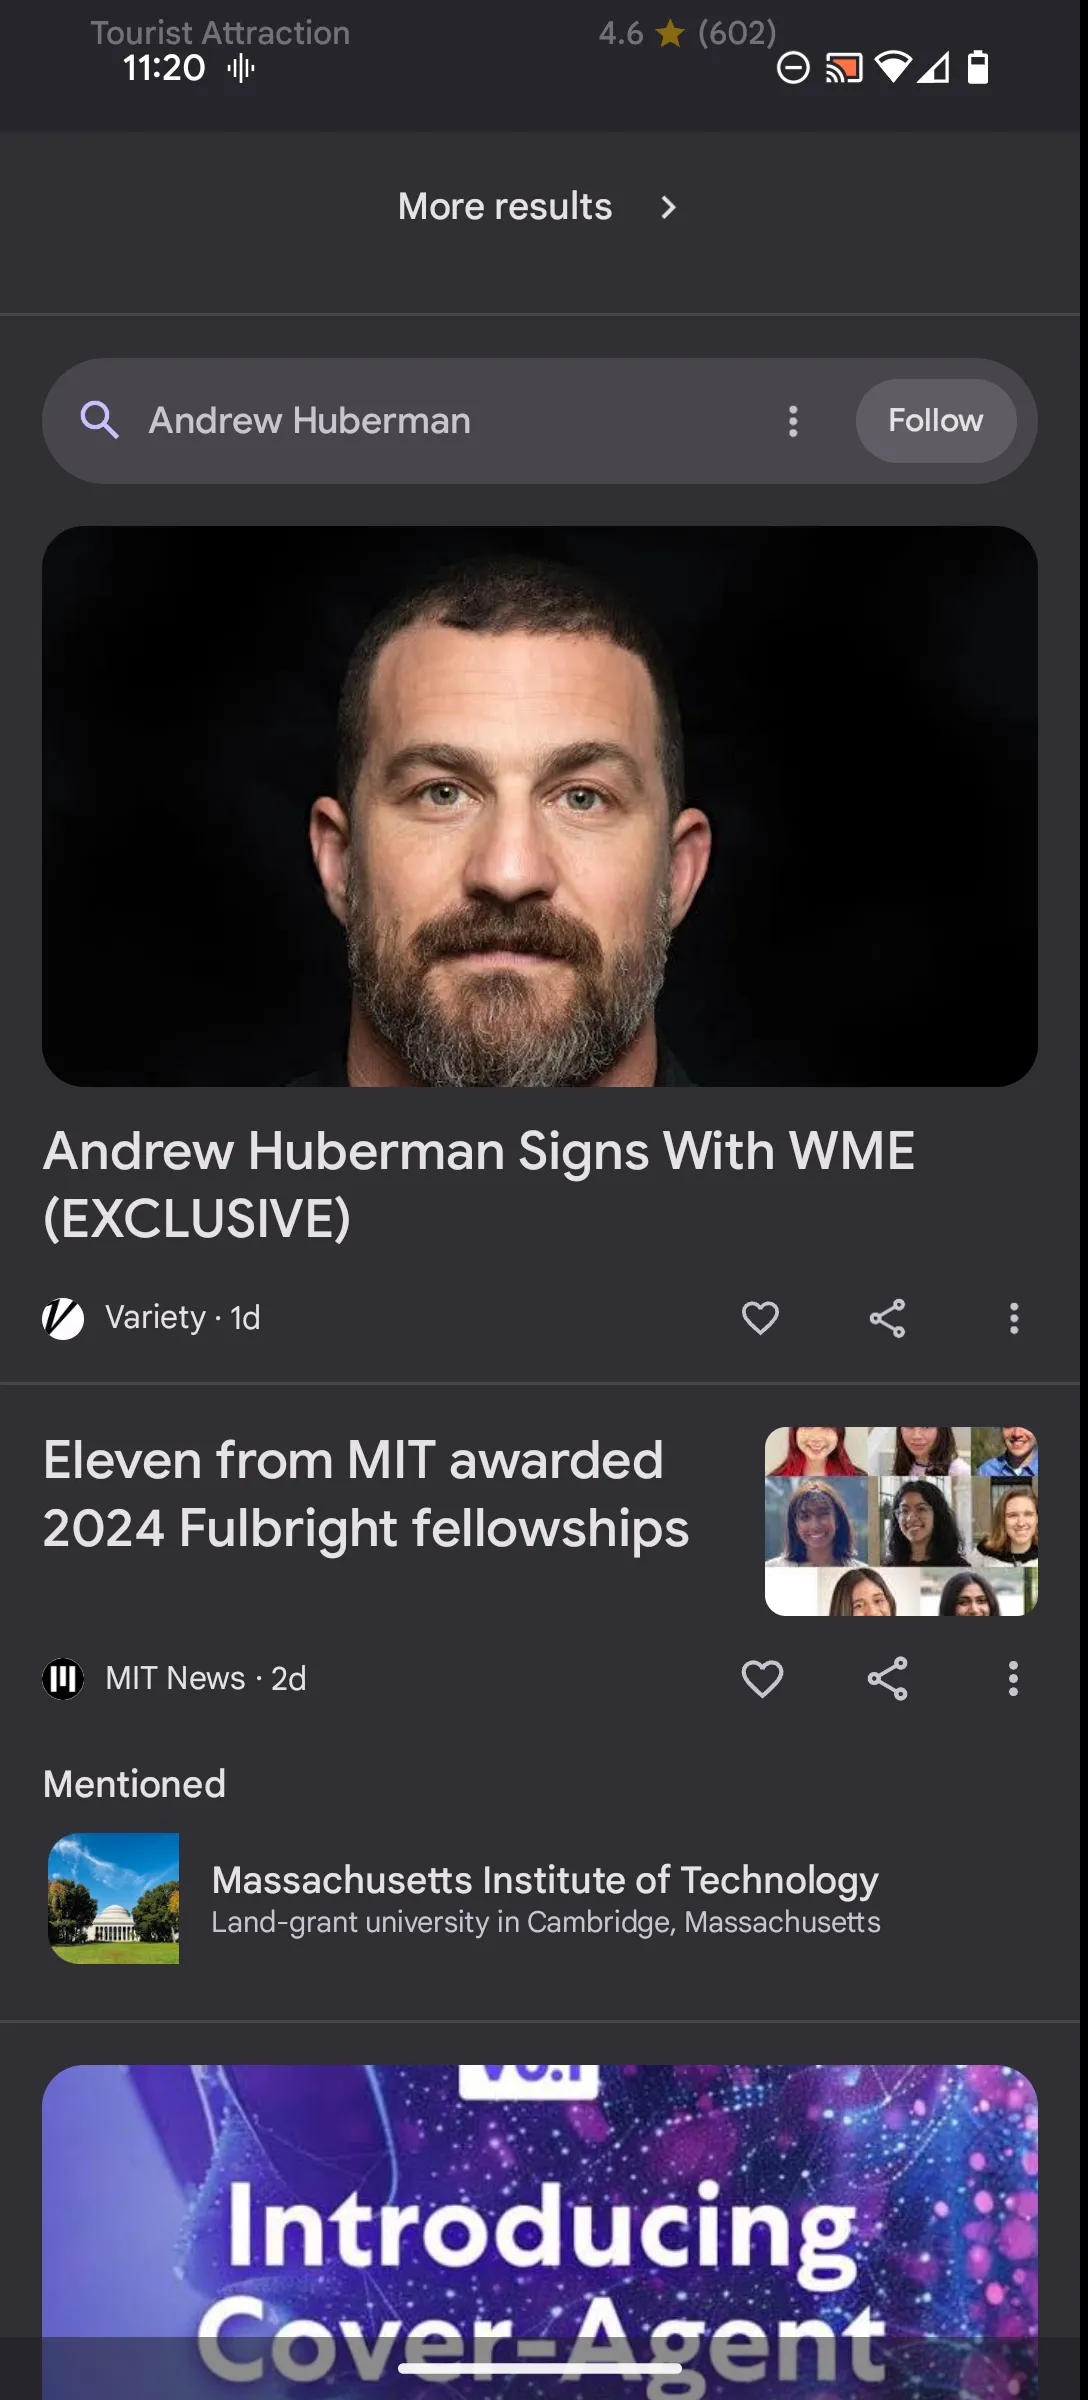 Tourist Attraction 4.6 (602)
11:20
More results
Andrew Huberman Follow
Andrew Huberman Signs With WME
(EXCLUSIVE)
Variety · 1d
Eleven from MIT awarded
2024 Fulbright fellowships
MIT News · 2d
Mentioned
Massachusetts Institute of Technology
Land-grant university in Cambridge, Massachusetts
Introducing
Cover-Agent